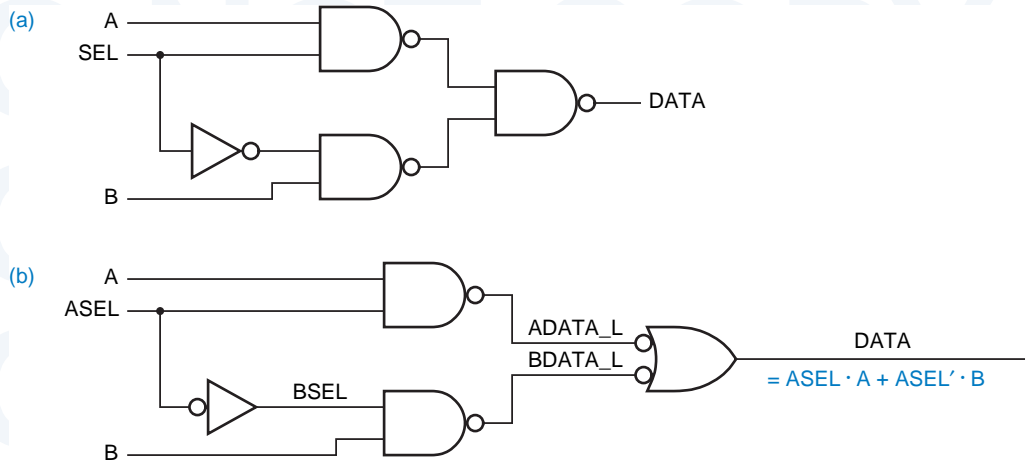 (a)
A
SEL
B
DATA
(b)
A
ASEL
BSEL
B
ADATA_L
BDATA_L
DATA
= ASEL · A + ASEL′ · B